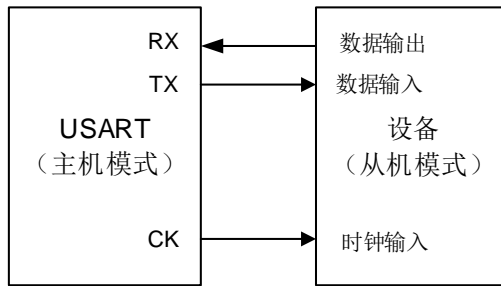 RX
TX
USART
（主机模式）
CK
数据输出
数据输入
设备
（从机模式）
时钟输入